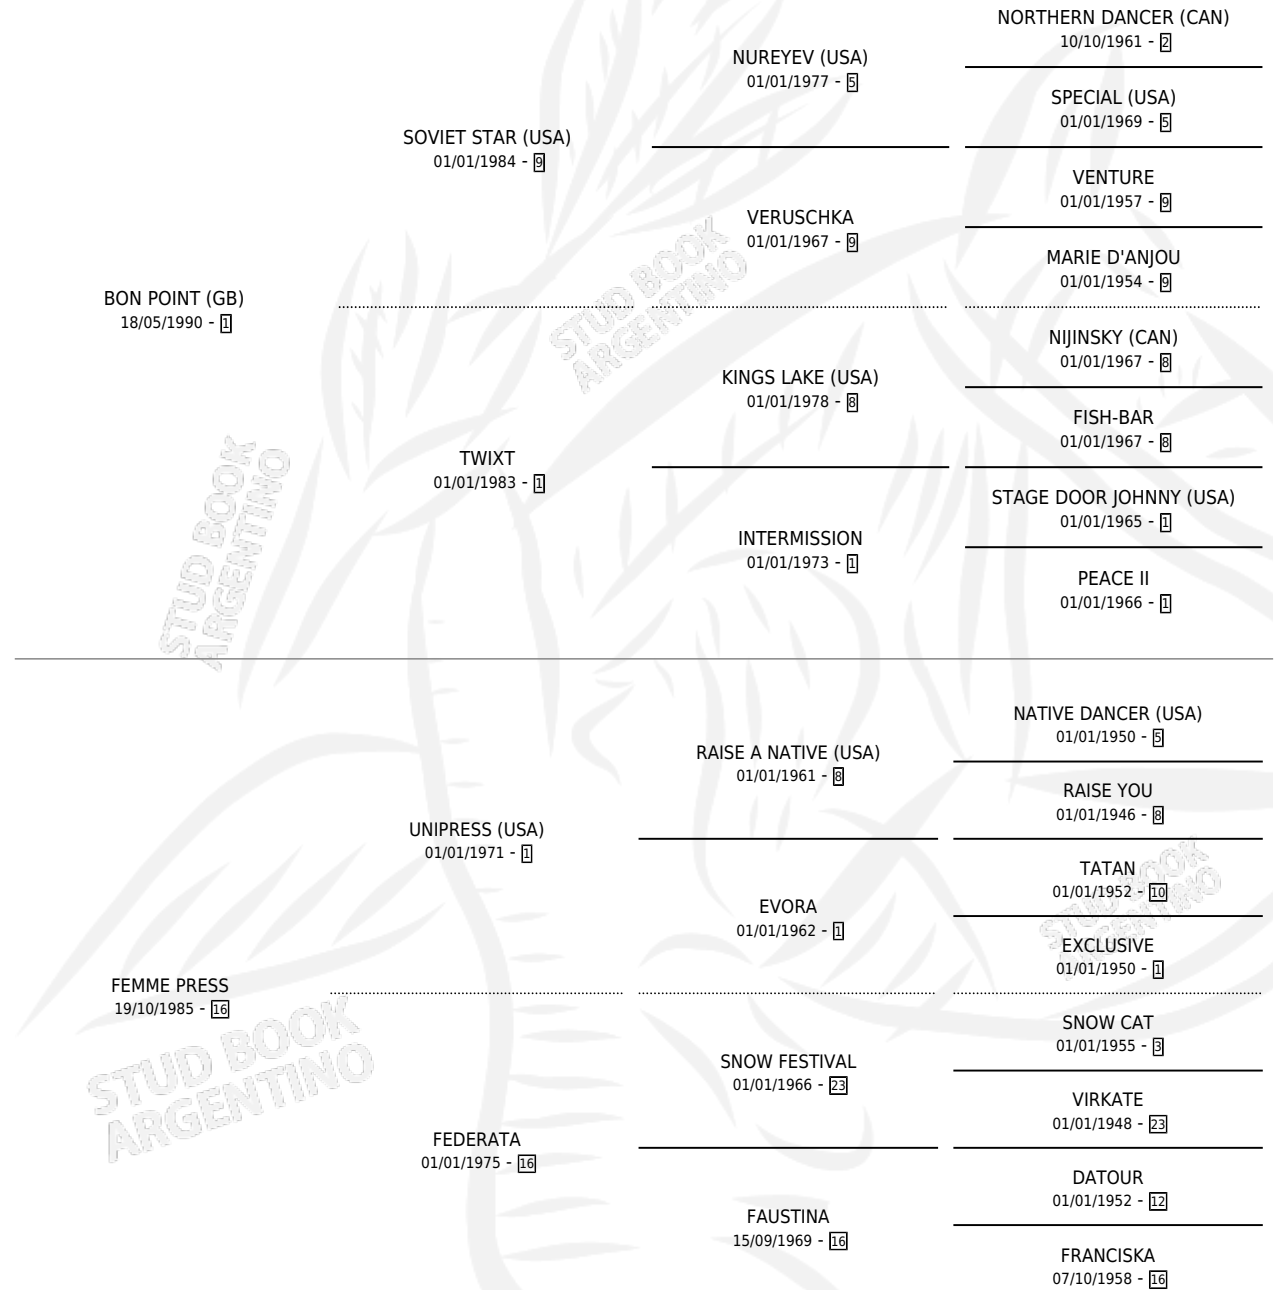 NORTHERN DANCER (CAN)
10/10/1961 - 2
NUREYEV (USA)
01/01/1977 - 5
SPECIAL (USA)
01/01/1969 - 5
SOVIET STAR (USA)
01/01/1984 - 9
VENTURE
01/01/1957 - 9
VERUSCHKA
01/01/1967 - 9
MARIE D'ANJOU
01/01/1954 - 9
BON POINT (GB)
18/05/1990 - 1
NIJINSKY (CAN)
01/01/1967 - 8
KINGS LAKE (USA)
01/01/1978 - 8
FISH-BAR
01/01/1967 - 8
TWIXT
01/01/1983 - 1
STAGE DOOR JOHNNY (USA)
01/01/1965 - 1
INTERMISSION
01/01/1973 - 1
PEACE II
01/01/1966 - 1
NATIVE DANCER (USA)
01/01/1950 - 5
RAISE A NATIVE (USA)
01/01/1961 - 8
RAISE YOU
01/01/1946 - 8
UNIPRESS (USA)
01/01/1971 - 1
TATAN
01/01/1952 - 10
EVORA
01/01/1962 - 1
EXCLUSIVE
01/01/1950 - 1
FEMME PRESS
19/10/1985 - 16
SNOW CAT
01/01/1955 - 3
SNOW FESTIVAL
01/01/1966 - 23
VIRKATE
01/01/1948 - 23
FEDERATA
01/01/1975 - 16
DATOUR
01/01/1952 - 12
FAUSTINA
15/09/1969 - 16
FRANCISKA
07/10/1958 - 16
STUD BOOK
ARGENTINO
STUD BOOK
ARGENTINO
STUD BOOK
ARGENTINO
STUD BOOK
ARGENTINO